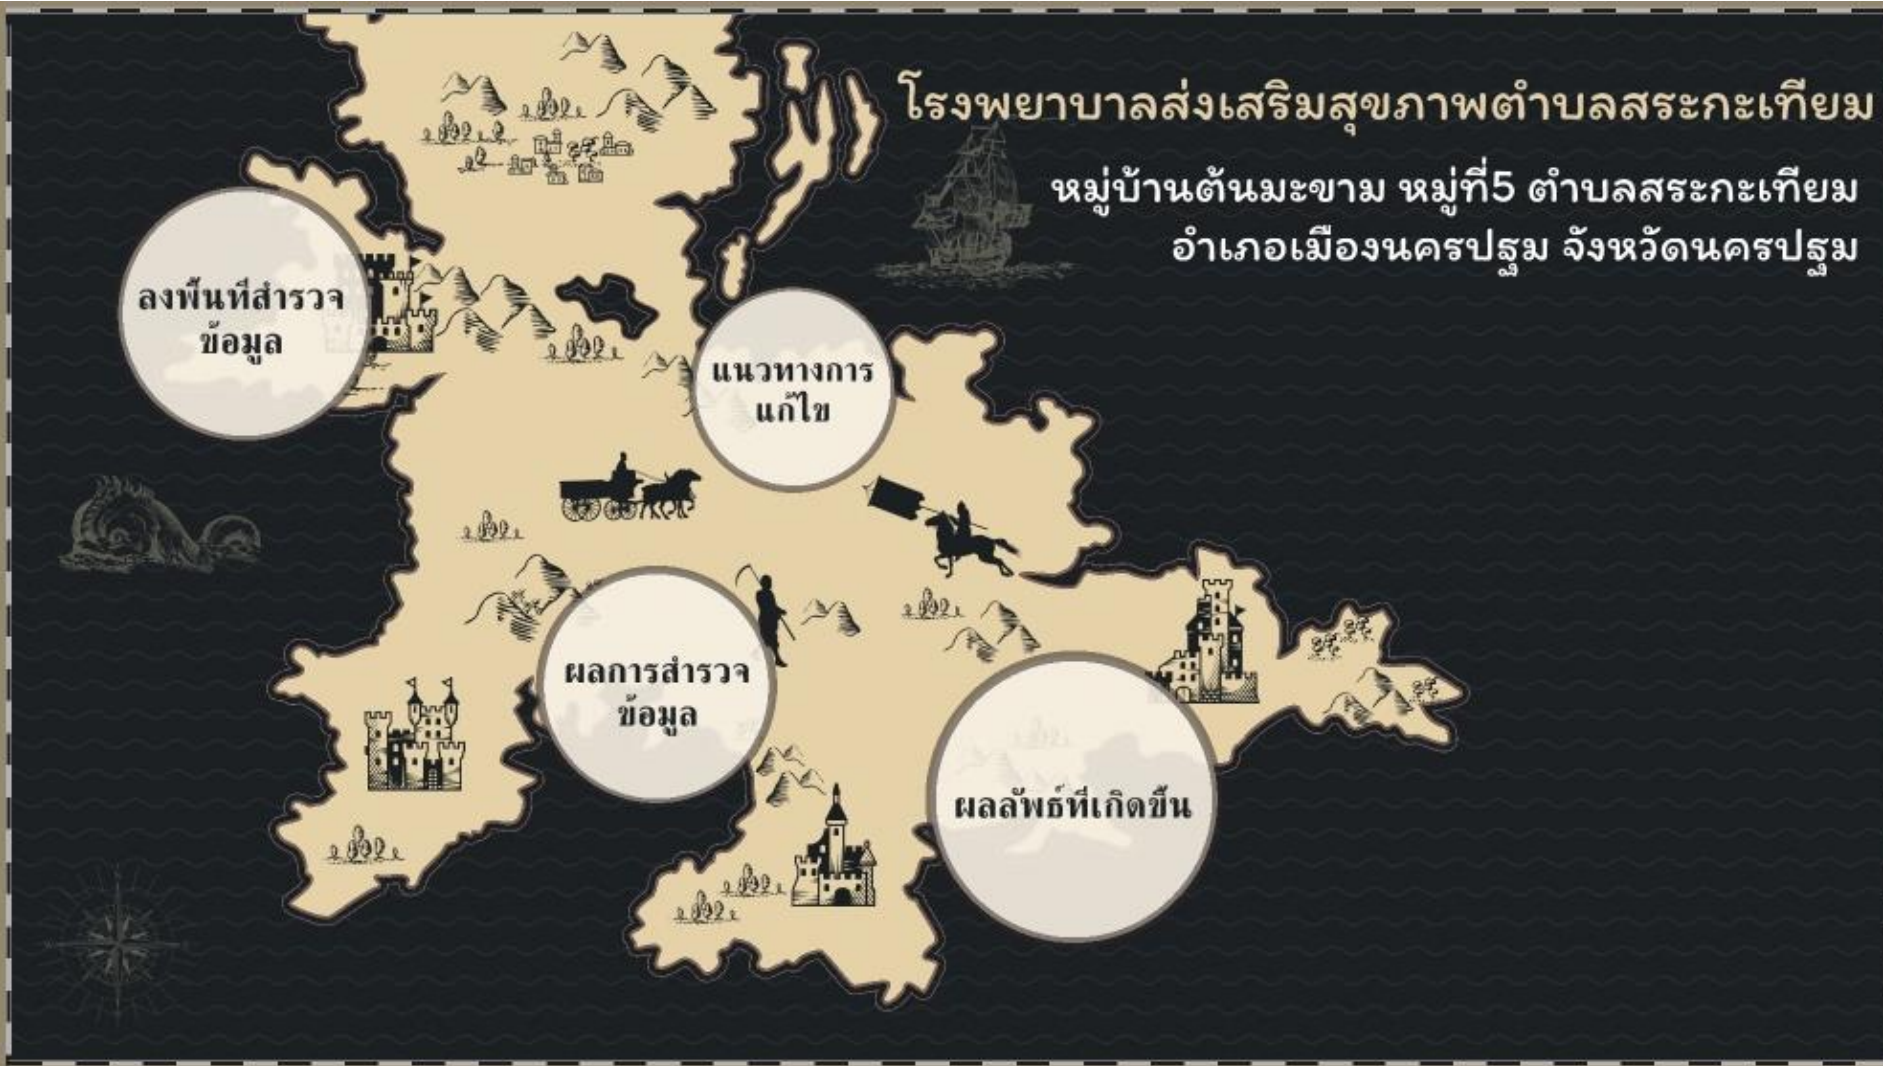 โรงพยาบาลส่งเสริมสุขภาพตำบลสระกะเทียม
หมู่บ้านต้นมะขาม หมู่ที่5 ตำบลสระกะเทียม
อำเภอเมืองนครปฐม จังหวัดนครปฐม
ลงพื้นที่สำรวจ
ข้อมูล
แนวทางการ
แก้ไข
ผลการสำรวจ
ข้อมูล
ผลลัพธ์ที่เกิดขึ้น